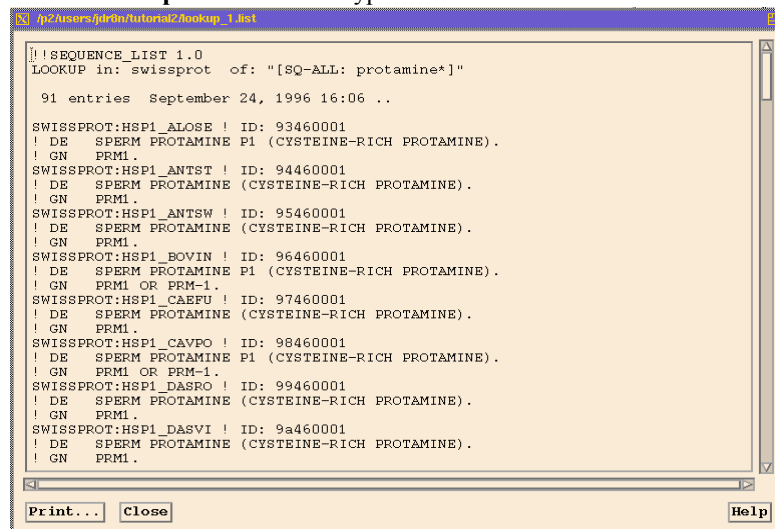 /p2/users/jdr8n/tutorial2/lookup_1.list
!!SEQUENCE_LIST 1.0
LOOKUP in: swissprot of: "[SQ-ALL: protamine*]"
91 entries September 24, 1996 16:06 ..
SWISSPROT:HSP1_ALOSE ! ID: 93460001
! DE SPERM PROTAMINE P1 (CYSTEINE-RICH PROTAMINE).
! GN PRM1.
SWISSPROT:HSP1_ANTST ! ID: 94460001
! DE SPERM PROTAMINE (CYSTEINE-RICH PROTAMINE).
! GN PRM1.
SWISSPROT:HSP1_ANTSW ! ID: 95460001
! DE SPERM PROTAMINE (CYSTEINE-RICH PROTAMINE).
! GN PRM1.
SWISSPROT:HSP1_BOVIN ! ID: 96460001
! DE SPERM PROTAMINE P1 (CYSTEINE-RICH PROTAMINE).
! GN PRM1 OR PRM-1.
SWISSPROT:HSP1_CAEFU ! ID: 97460001
! DE SPERM PROTAMINE (CYSTEINE-RICH PROTAMINE).
! GN PRM1.
SWISSPROT:HSP1_CAVPO ! ID: 98460001
! DE SPERM PROTAMINE P1 (CYSTEINE-RICH PROTAMINE).
! GN PRM1 OR PRM-1.
SWISSPROT:HSP1_DASRO ! ID: 99460001
! DE SPERM PROTAMINE (CYSTEINE-RICH PROTAMINE).
! GN PRM1.
SWISSPROT:HSP1_DASVI ! ID: 9a460001
! DE SPERM PROTAMINE (CYSTEINE-RICH PROTAMINE).
! GN PRM1.
Print... Close Help